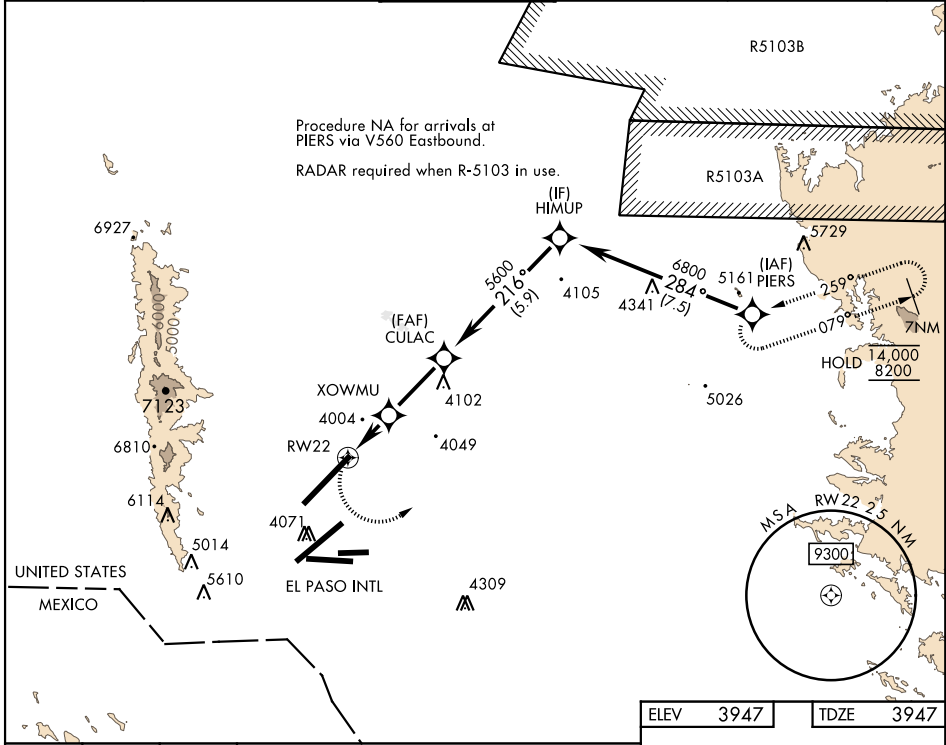 R5103B
Procedure NA for arrivals at
PIERS via V560 Eastbound.
RADAR required when R-5103 in use.
R5103A
(IF)
HIMUP
6927
5729
(IAF)
PIERS
5161
6800
284°
(7.5)
4341
4105
5600
216°
(5.9)
259°
079°
7NM
HOLD 14,000
8200
6000
5000
(FAF)
CULAC
7123
XOWMU
4102
4004
5026
4049
6810
RW22
6114
4071
MSA RW22 25 NM
5014
9300
UNITED STATES
MEXICO
5610
EL PASO INTL
4309
ELEV 3947
TDZE 3947